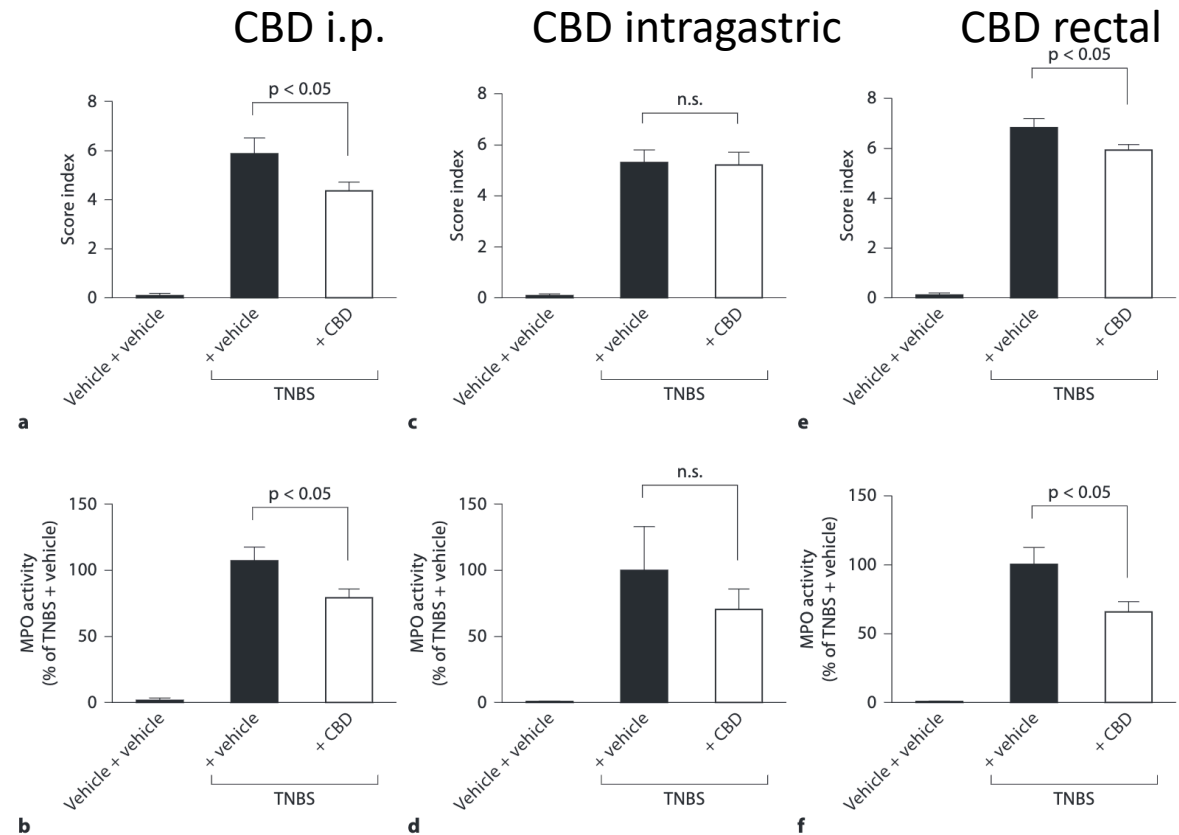 CBD i.p.
CBD intragastric
CBD rectal
p < 0.05
8
6
4
2
0
Score index
Vehicle + vehicle
+ vehicle
+ CBD
TNBS
a
n.s.
8
6
4
2
0
Score index
Vehicle + vehicle
+ vehicle
+ CBD
TNBS
c
p < 0.05
8
6
4
2
0
Score index
Vehicle + vehicle
+ vehicle
+ CBD
TNBS
e
p < 0.05
150
100
50
0
MPO activity
(% of TNBS + vehicle)
Vehicle + vehicle
+ vehicle
+ CBD
TNBS
b
n.s.
150
100
50
0
MPO activity
(% of TNBS + vehicle)
Vehicle + vehicle
+ vehicle
+ CBD
TNBS
d
p < 0.05
150
100
50
0
MPO activity
(% of TNBS + vehicle)
Vehicle + vehicle
+ vehicle
+ CBD
TNBS
f